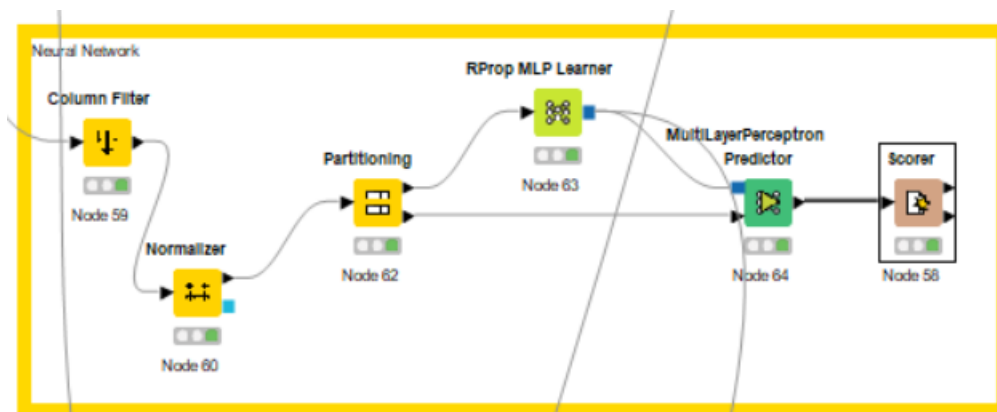 Neural Network
Column Filter
Node 59
Normalizer
Node 60
Partitioning
Node 62
RProp MLP Learner
Node 63
MultiLayerPerceptron
Predictor
Node 64
Scorer
Node 58